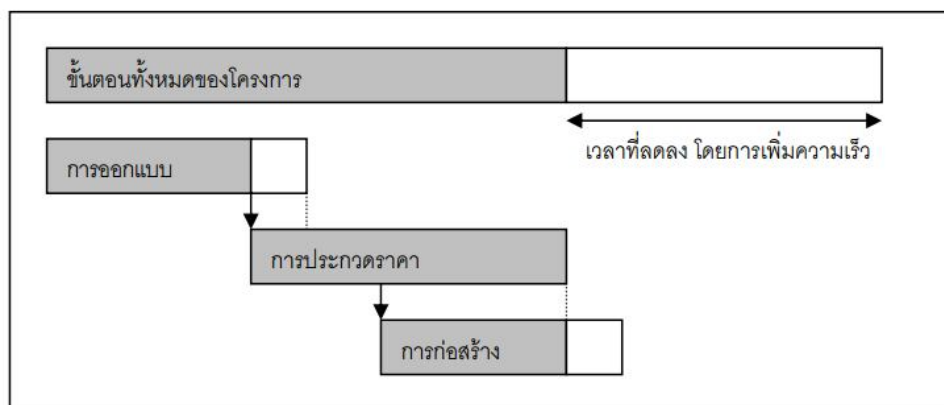 ขั้นตอนทั้งหมดของโครงการ
เวลาที่ลดลง โดยการเพิ่มความเร็ว
การออกแบบ
การประกวดราคา
การก่อสร้าง